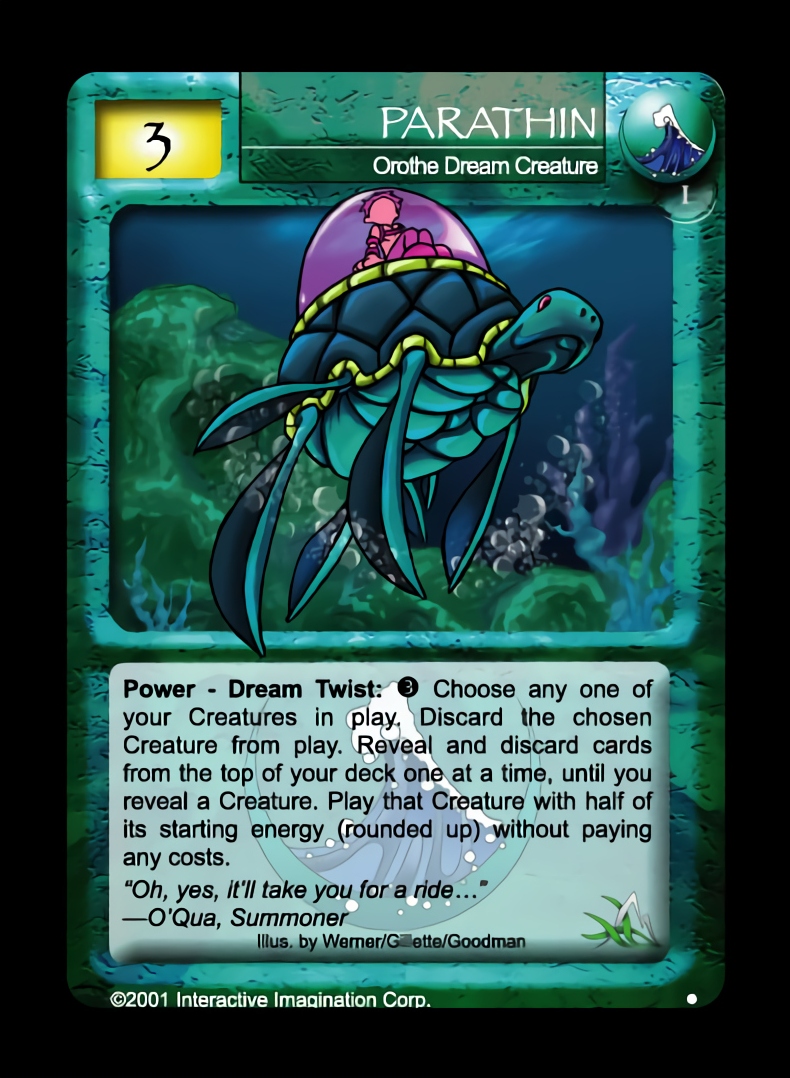 3
PARATHIN
Orothe Dream Creature
I
Power - Dream Twist: ❸ Choose any one of
your Creatures in play. Discard the chosen
Creature from play. Reveal and discard cards
from the top of your deck one at a time, until you
reveal a Creature. Play that Creature with half of
its starting energy (rounded up) without paying
any costs.
"Oh, yes, it'll take you for a ride…"
—O'Qua, Summoner
Illus. by Werner/ /Goodman
©2001 Interactive Imagination Corp.